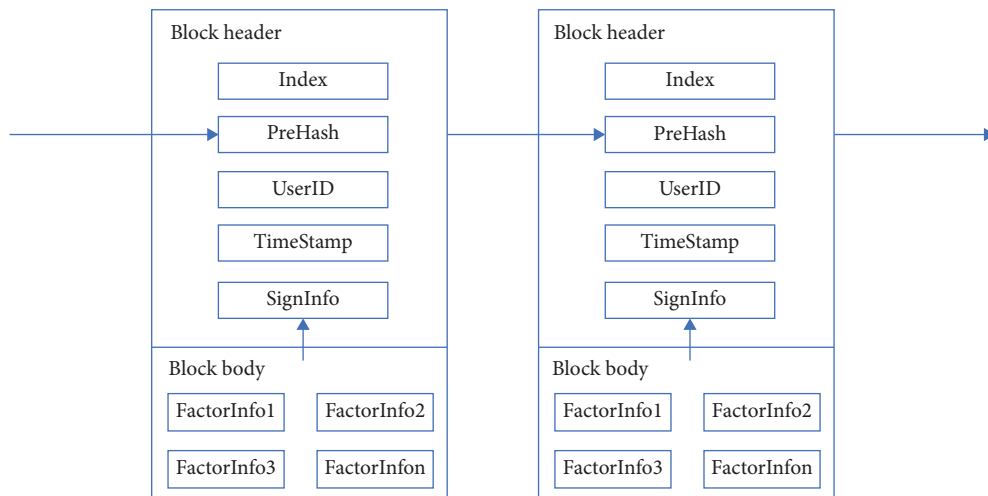 Block header
Index
PreHash
UserID
TimeStamp
SignInfo
Block body
FactorInfo1
FactorInfo2
FactorInfo3
FactorInfon
Block header
Index
PreHash
UserID
TimeStamp
SignInfo
Block body
FactorInfo1
FactorInfo2
FactorInfo3
FactorInfon